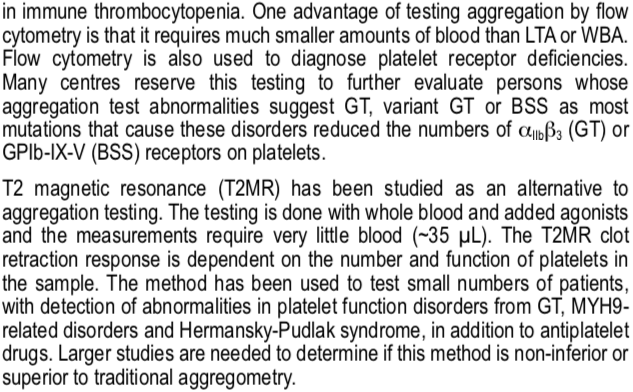 in immune thrombocytopenia. One advantage of testing aggregation by flow
cytometry is that it requires much smaller amounts of blood than LTA or WBA.
Flow cytometry is also used to diagnose platelet receptor deficiencies.
Many centres reserve this testing to further evaluate persons whose
aggregation test abnormalities suggest GT, variant GT or BSS as most
mutations that cause these disorders reduced the numbers of αIIbβ3 (GT) or
GPIb-IX-V (BSS) receptors on platelets.
T2 magnetic resonance (T2MR) has been studied as an alternative to
aggregation testing. The testing is done with whole blood and added agonists
and the measurements require very little blood (~35 µL). The T2MR clot
retraction response is dependent on the number and function of platelets in
the sample. The method has been used to test small numbers of patients,
with detection of abnormalities in platelet function disorders from GT, MYH9-
related disorders and Hermansky-Pudlak syndrome, in addition to antiplatelet
drugs. Larger studies are needed to determine if this method is non-inferior or
superior to traditional aggregometry.